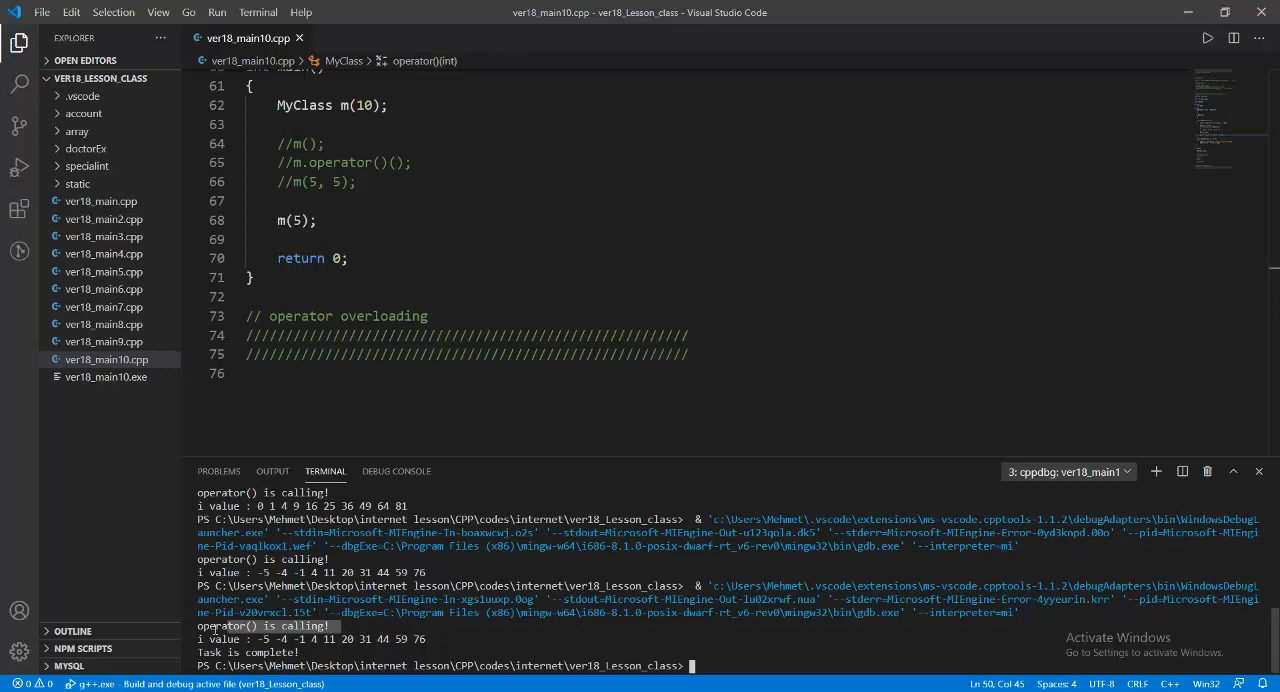 File Edit Selection View Go Run Terminal Help ver18_main10.cpp - ver18_Lesson_class - Visual Studio Code
EXPLORER
OPEN EDITORS
VER18_LESSON_CLASS
.vscode
account
array
doctorEx
specialint
static
ver18_main.cpp
ver18_main2.cpp
ver18_main3.cpp
ver18_main4.cpp
ver18_main5.cpp
ver18_main6.cpp
ver18_main7.cpp
ver18_main8.cpp
ver18_main9.cpp
ver18_main10.cpp
ver18_main10.exe
OUTLINE
NPM SCRIPTS
MYSQL
ver18_main10.cpp
ver18_main10.cpp > MyClass > operator()(int)
60 int main()
61 {
62 MyClass m(10);
63
64 //m();
65 //m.operator()();
66 //m(5, 5);
67
68 m(5);
69
70 return 0;
71 }
72
73 // operator overloading
74 /////////////////////////////////////////////////////////
75 /////////////////////////////////////////////////////////
76
PROBLEMS OUTPUT TERMINAL DEBUG CONSOLE 3: cppdbg: ver18_main1
operator() is calling!
i value : 0 1 4 9 16 25 36 49 64 81
PS C:\Users\Mehmet\Desktop\internet lesson\CPP\codes\internet\ver18_Lesson_class> & 'c:\Users\Mehmet\.vscode\extensions\ms-vscode.cpptools-1.1.2\debugAdapters\bin\WindowsDebugL
auncher.exe' '--stdin=Microsoft-MIEngine-In-boaxwcwj.o2s' '--stdout=Microsoft-MIEngine-Out-u123qola.dk5' '--stderr=Microsoft-MIEngine-Error-0yd3knpd.00o' '--pid=Microsoft-MIEngi
ne-Pid-vaqlkox1.wef' '--dbgExe=C:\Program Files (x86)\mingw-w64\i686-8.1.0-posix-dwarf-rt_v6-rev0\mingw32\bin\gdb.exe' '--interpreter=mi'
operator() is calling!
i value : -5 -4 -1 4 11 20 31 44 59 76
PS C:\Users\Mehmet\Desktop\internet lesson\CPP\codes\internet\ver18_Lesson_class> & 'c:\Users\Mehmet\.vscode\extensions\ms-vscode.cpptools-1.1.2\debugAdapters\bin\WindowsDebugL
auncher.exe' '--stdin=Microsoft-MIEngine-In-xgs1uuxp.0og' '--stdout=Microsoft-MIEngine-Out-lu02xrwf.nua' '--stderr=Microsoft-MIEngine-Error-4yyeurin.krr' '--pid=Microsoft-MIEngi
ne-Pid-v20vrxcl.15t' '--dbgExe=C:\Program Files (x86)\mingw-w64\i686-8.1.0-posix-dwarf-rt_v6-rev0\mingw32\bin\gdb.exe' '--interpreter=mi'
operator() is calling!
i value : -5 -4 -1 4 11 20 31 44 59 76
Task is complete!
PS C:\Users\Mehmet\Desktop\internet lesson\CPP\codes\internet\ver18_Lesson_class>
Activate Windows
Go to Settings to activate Windows.
0 0 g++.exe - Build and debug active file (ver18_Lesson_class) Ln 50, Col 45 Spaces: 4 UTF-8 CRLF C++ Win32